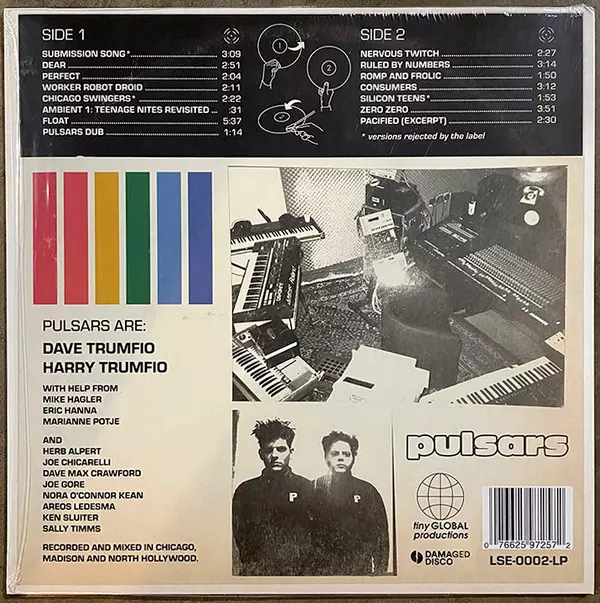 SIDE 1
SUBMISSION SONG* 3:09
DEAR 2:51
PERFECT 2:04
WORKER ROBOT DROID 2:11
CHICAGO SWINGERS* 2:22
AMBIENT 1: TEENAGE NITES REVISITED .. :31
FLOAT 5:37
PULSARS DUB 1:14
1
2
SIDE 2
NERVOUS TWITCH 2:27
RULED BY NUMBERS 3:14
ROMP AND FROLIC 1:50
CONSUMERS 3:12
SILICON TEENS* 1:53
ZERO ZERO 3:51
PACIFIED (EXCERPT) 2:30
* versions rejected by the label
PULSARS ARE:
DAVE TRUMFIO
HARRY TRUMFIO
WITH HELP FROM
MIKE HAGLER
ERIC HANNA
MARIANNE POTJE
AND
HERB ALPERT
JOE CHICARELLI
DAVE MAX CRAWFORD
JOE GORE
NORA O'CONNOR KEAN
AREOS LEDESMA
KEN SLUITER
SALLY TIMMS
RECORDED AND MIXED IN CHICAGO,
MADISON AND NORTH HOLLYWOOD.
P
P
pulsars
tiny GLOBAL
productions
DAMAGED
DISCO
0 76625 97257 2
LSE-0002-LP